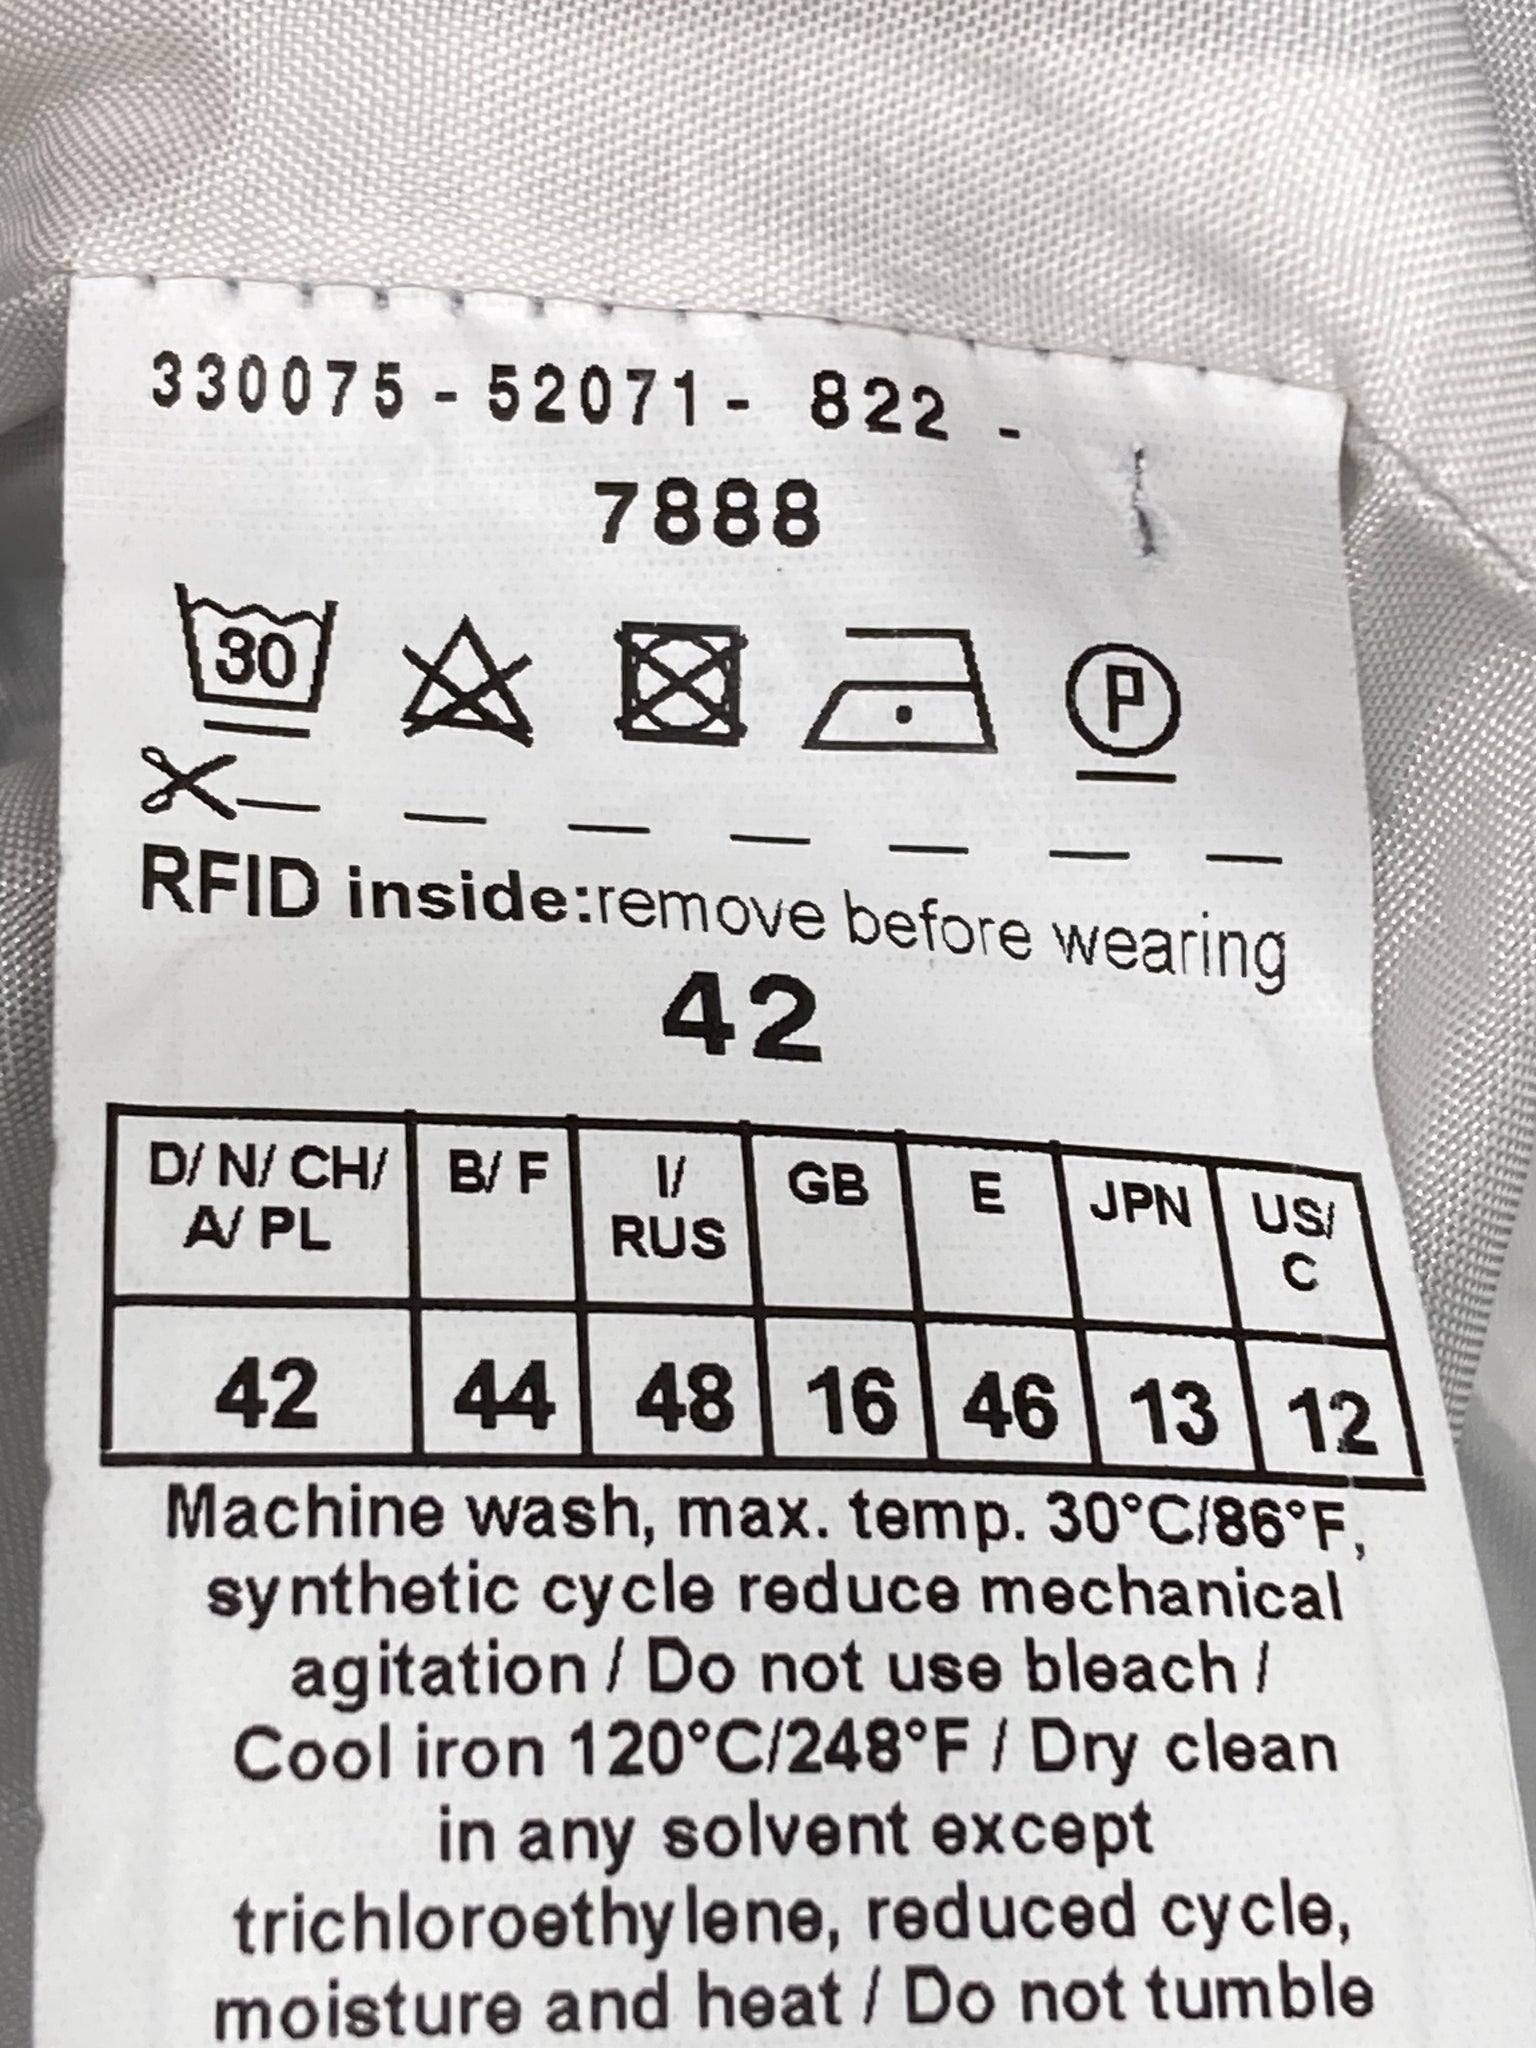 330075 - 52071 - 822 -
7888
30
P
RFID inside:remove before wearing
42
D/ N/ CH/ A/ PL B/ F I/ RUS GB E JPN US/ C
42 44 48 16 46 13 12
Machine wash, max. temp. 30°C/86°F,
synthetic cycle reduce mechanical
agitation / Do not use bleach /
Cool iron 120°C/248°F / Dry clean
in any solvent except
trichloroethylene, reduced cycle,
moisture and heat / Do not tumble